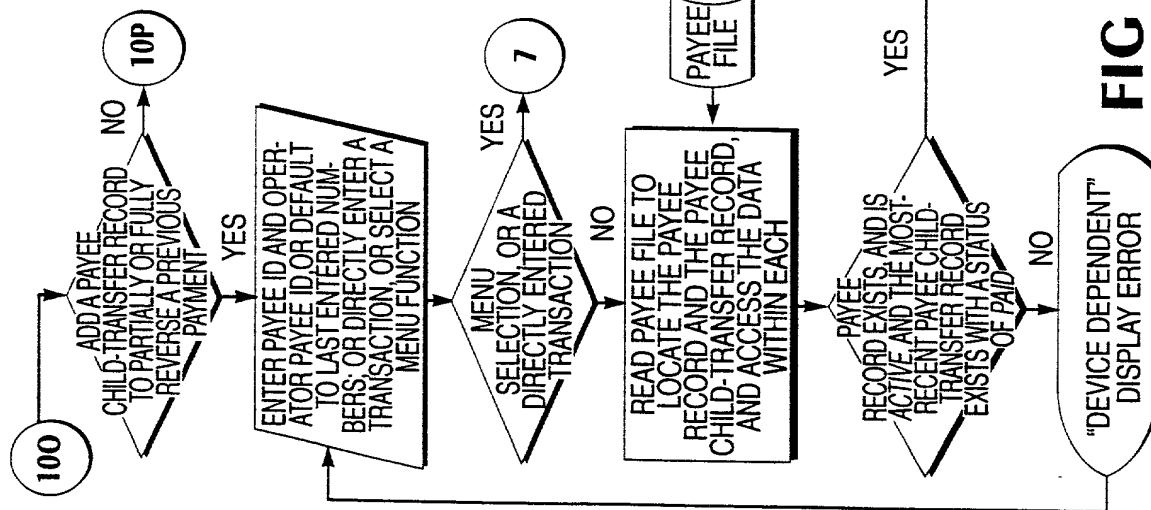 10O
ADD A PAYEE
CHILD-TRANSFER RECORD
TO PARTIALLY OR FULLY
REVERSE A PREVIOUS
PAYMENT
NO
10P
YES
ENTER PAYEE ID AND OPER-
ATOR PAYEE ID,OR DEFAULT
TO LAST ENTERED NUM-
BERS; OR DIRECTLY ENTER A
TRANSACTION, OR SELECT A
MENU FUNCTION
MENU
SELECTION, OR A
DIRECTLY ENTERED
TRANSACTION
YES
7
NO
READ PAYEE FILE TO
LOCATE THE PAYEE
RECORD AND THE PAYEE
CHILD-TRANSFER RECORD,
AND ACCESS THE DATA
WITHIN EACH
PAYEE
FILE
PAYEE
RECORD EXISTS, AND IS
ACTIVE AND THE MOST-
RECENT PAYEE CHILD-
TRANSFER RECORD
EXISTS WITH A STATUS
OF PAID
YES
NO
"DEVICE DEPENDENT"
DISPLAY ERROR
FIG